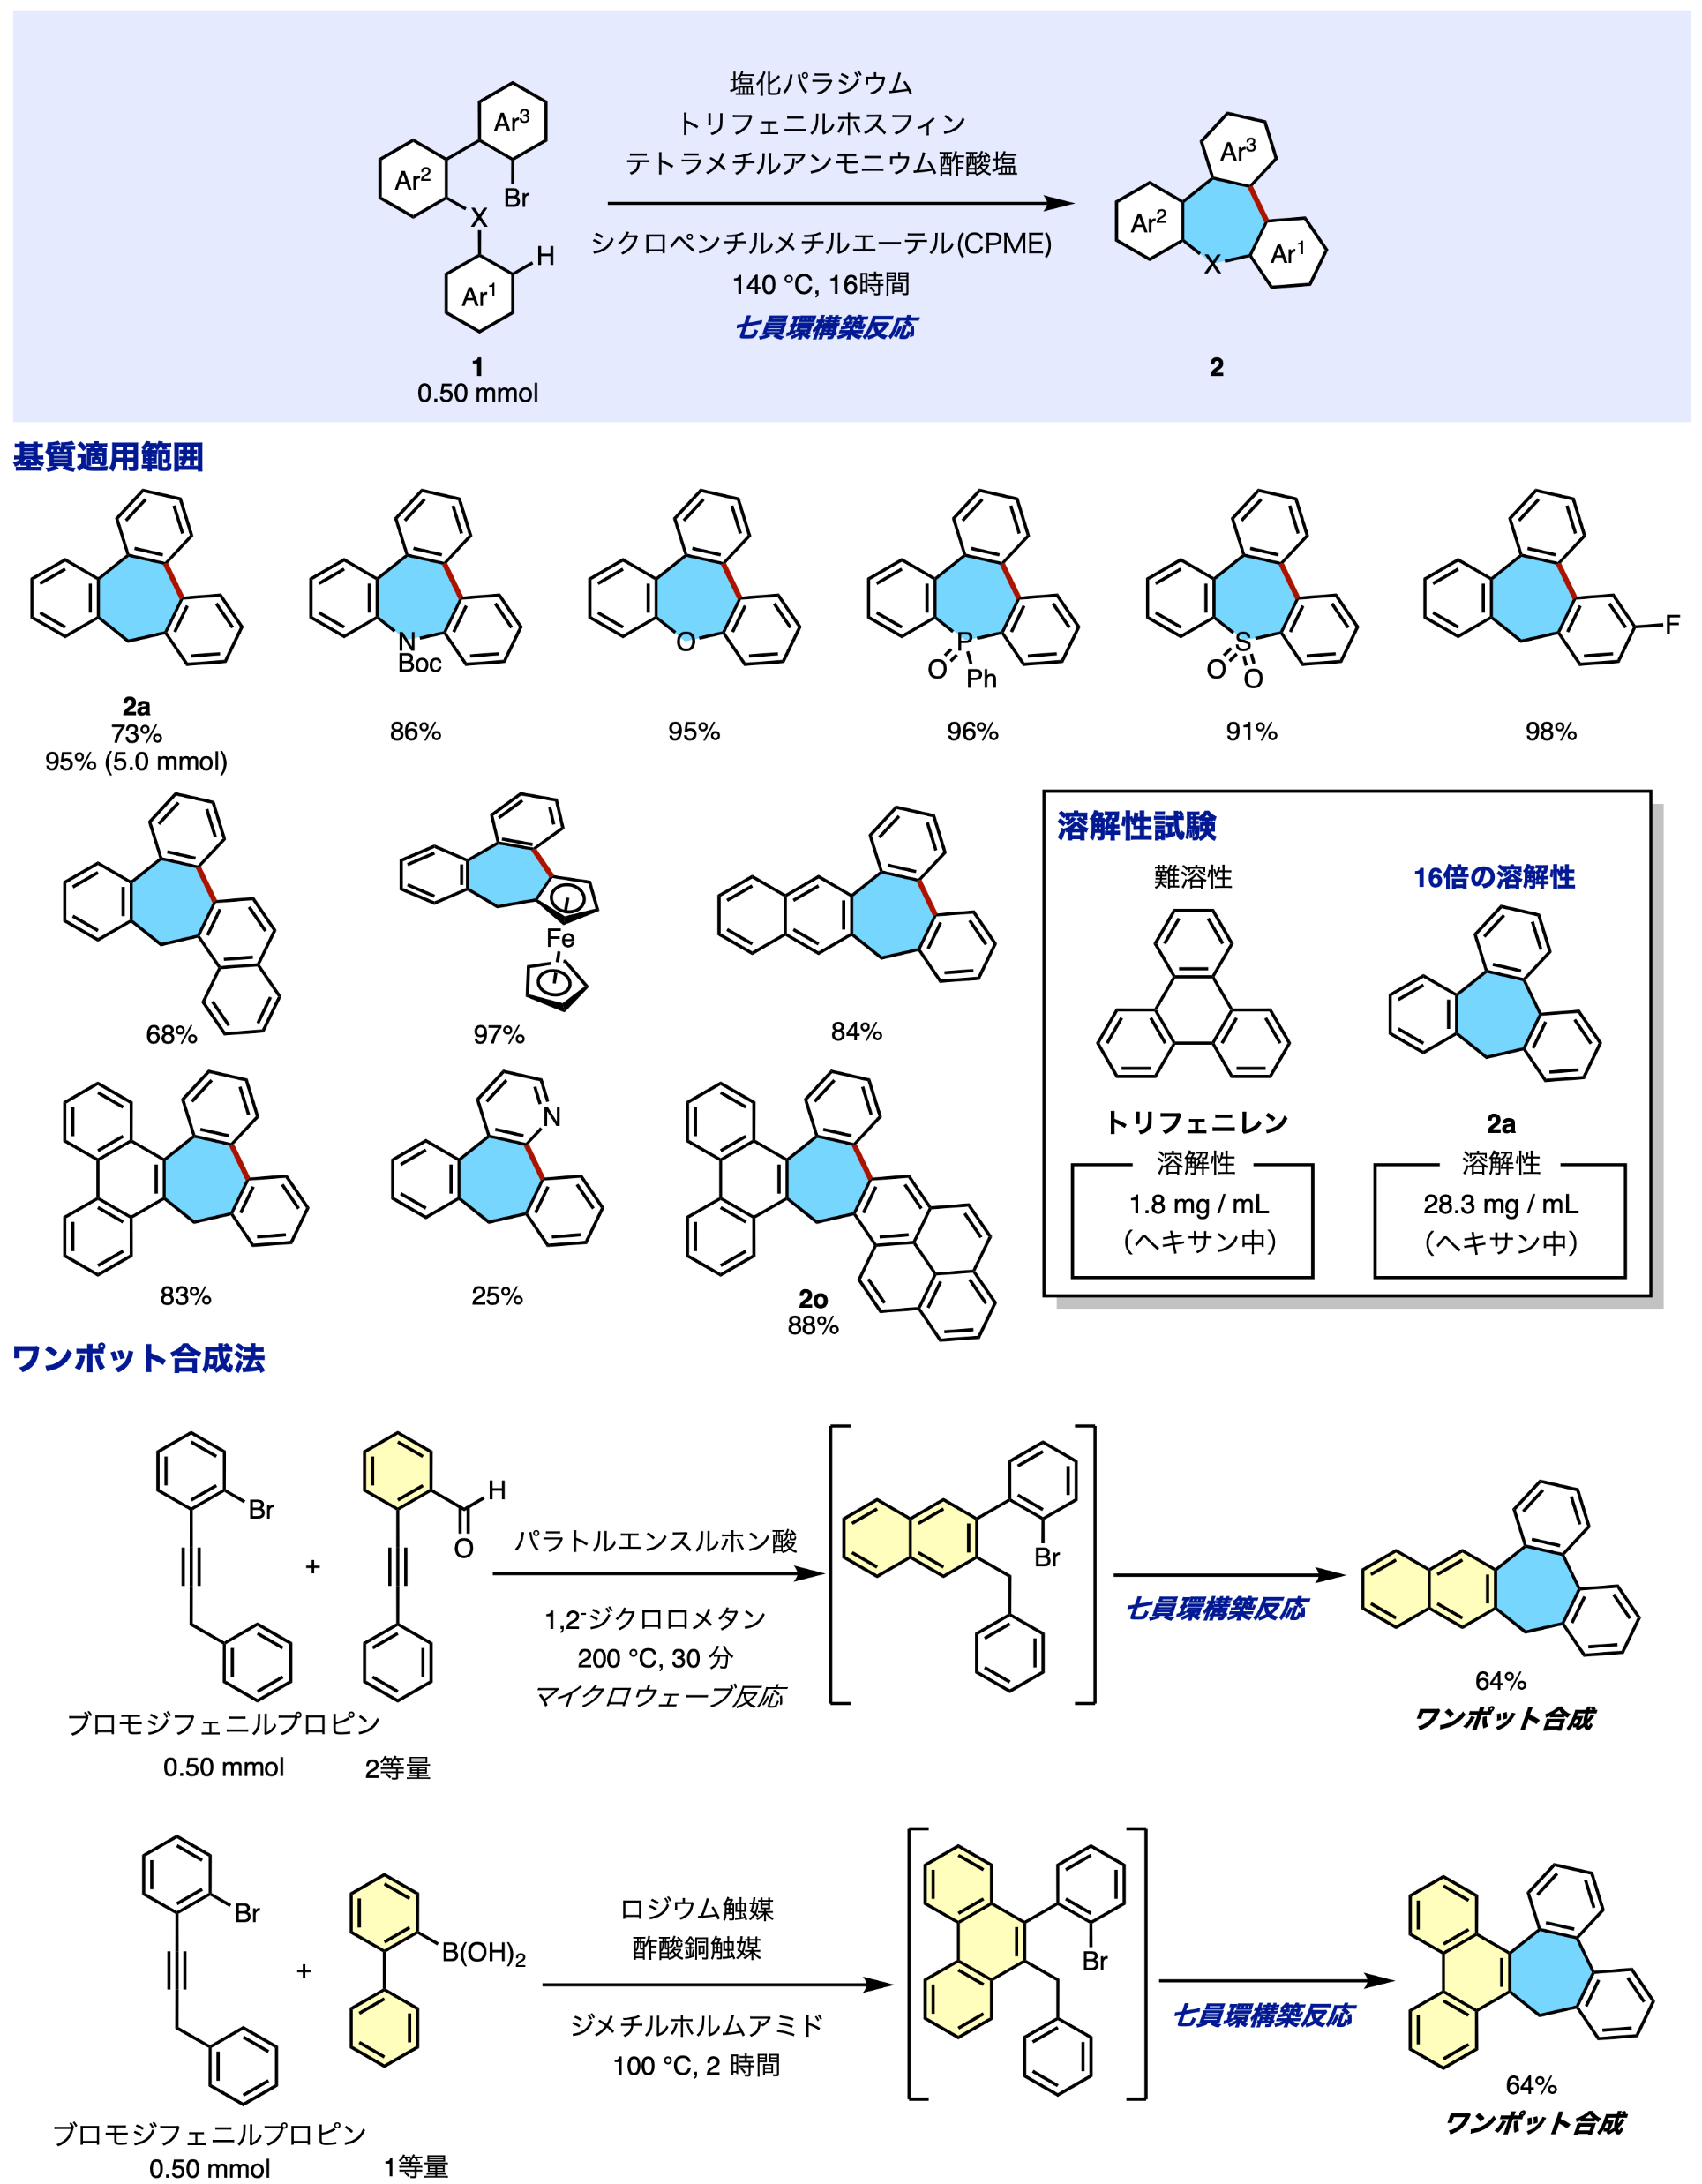 Ar³
Ar²
Br
X
H
Ar¹
1
0.50 mmol
塩化パラジウム
トリフェニルホスフィン
テトラメチルアンモニウム酢酸塩
シクロペンチルメチルエーテル(CPME)
140 °C, 16時間
七員環構築反応
Ar³
Ar²
Ar¹
X
2
基質適用範囲
2a
73%
95% (5.0 mmol)
N
Boc
86%
O
95%
P
O
Ph
96%
S
O
O
91%
F
98%
68%
Fe
97%
84%
83%
N
25%
2o
88%
溶解性試験
難溶性
トリフェニレン
溶解性
1.8 mg / mL
（ヘキサン中）
16倍の溶解性
2a
溶解性
28.3 mg / mL
（ヘキサン中）
ワンポット合成法
Br
ブロモジフェニルプロピン
0.50 mmol
+
H
O
2等量
パラトルエンスルホン酸
1,2-ジクロロメタン
200 °C, 30 分
マイクロウェーブ反応
Br
七員環構築反応
64%
ワンポット合成
Br
ブロモジフェニルプロピン
0.50 mmol
+
B(OH)₂
1等量
ロジウム触媒
酢酸銅触媒
ジメチルホルムアミド
100 °C, 2 時間
Br
七員環構築反応
64%
ワンポット合成